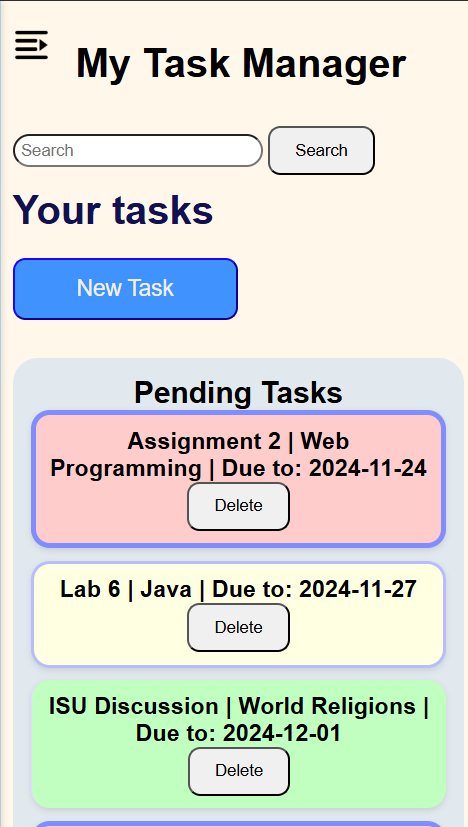 My Task Manager
Search
Search
Your tasks
New Task
Pending Tasks
Assignment 2 | Web
Programming | Due to: 2024-11-24
Delete
Lab 6 | Java | Due to: 2024-11-27
Delete
ISU Discussion | World Religions |
Due to: 2024-12-01
Delete